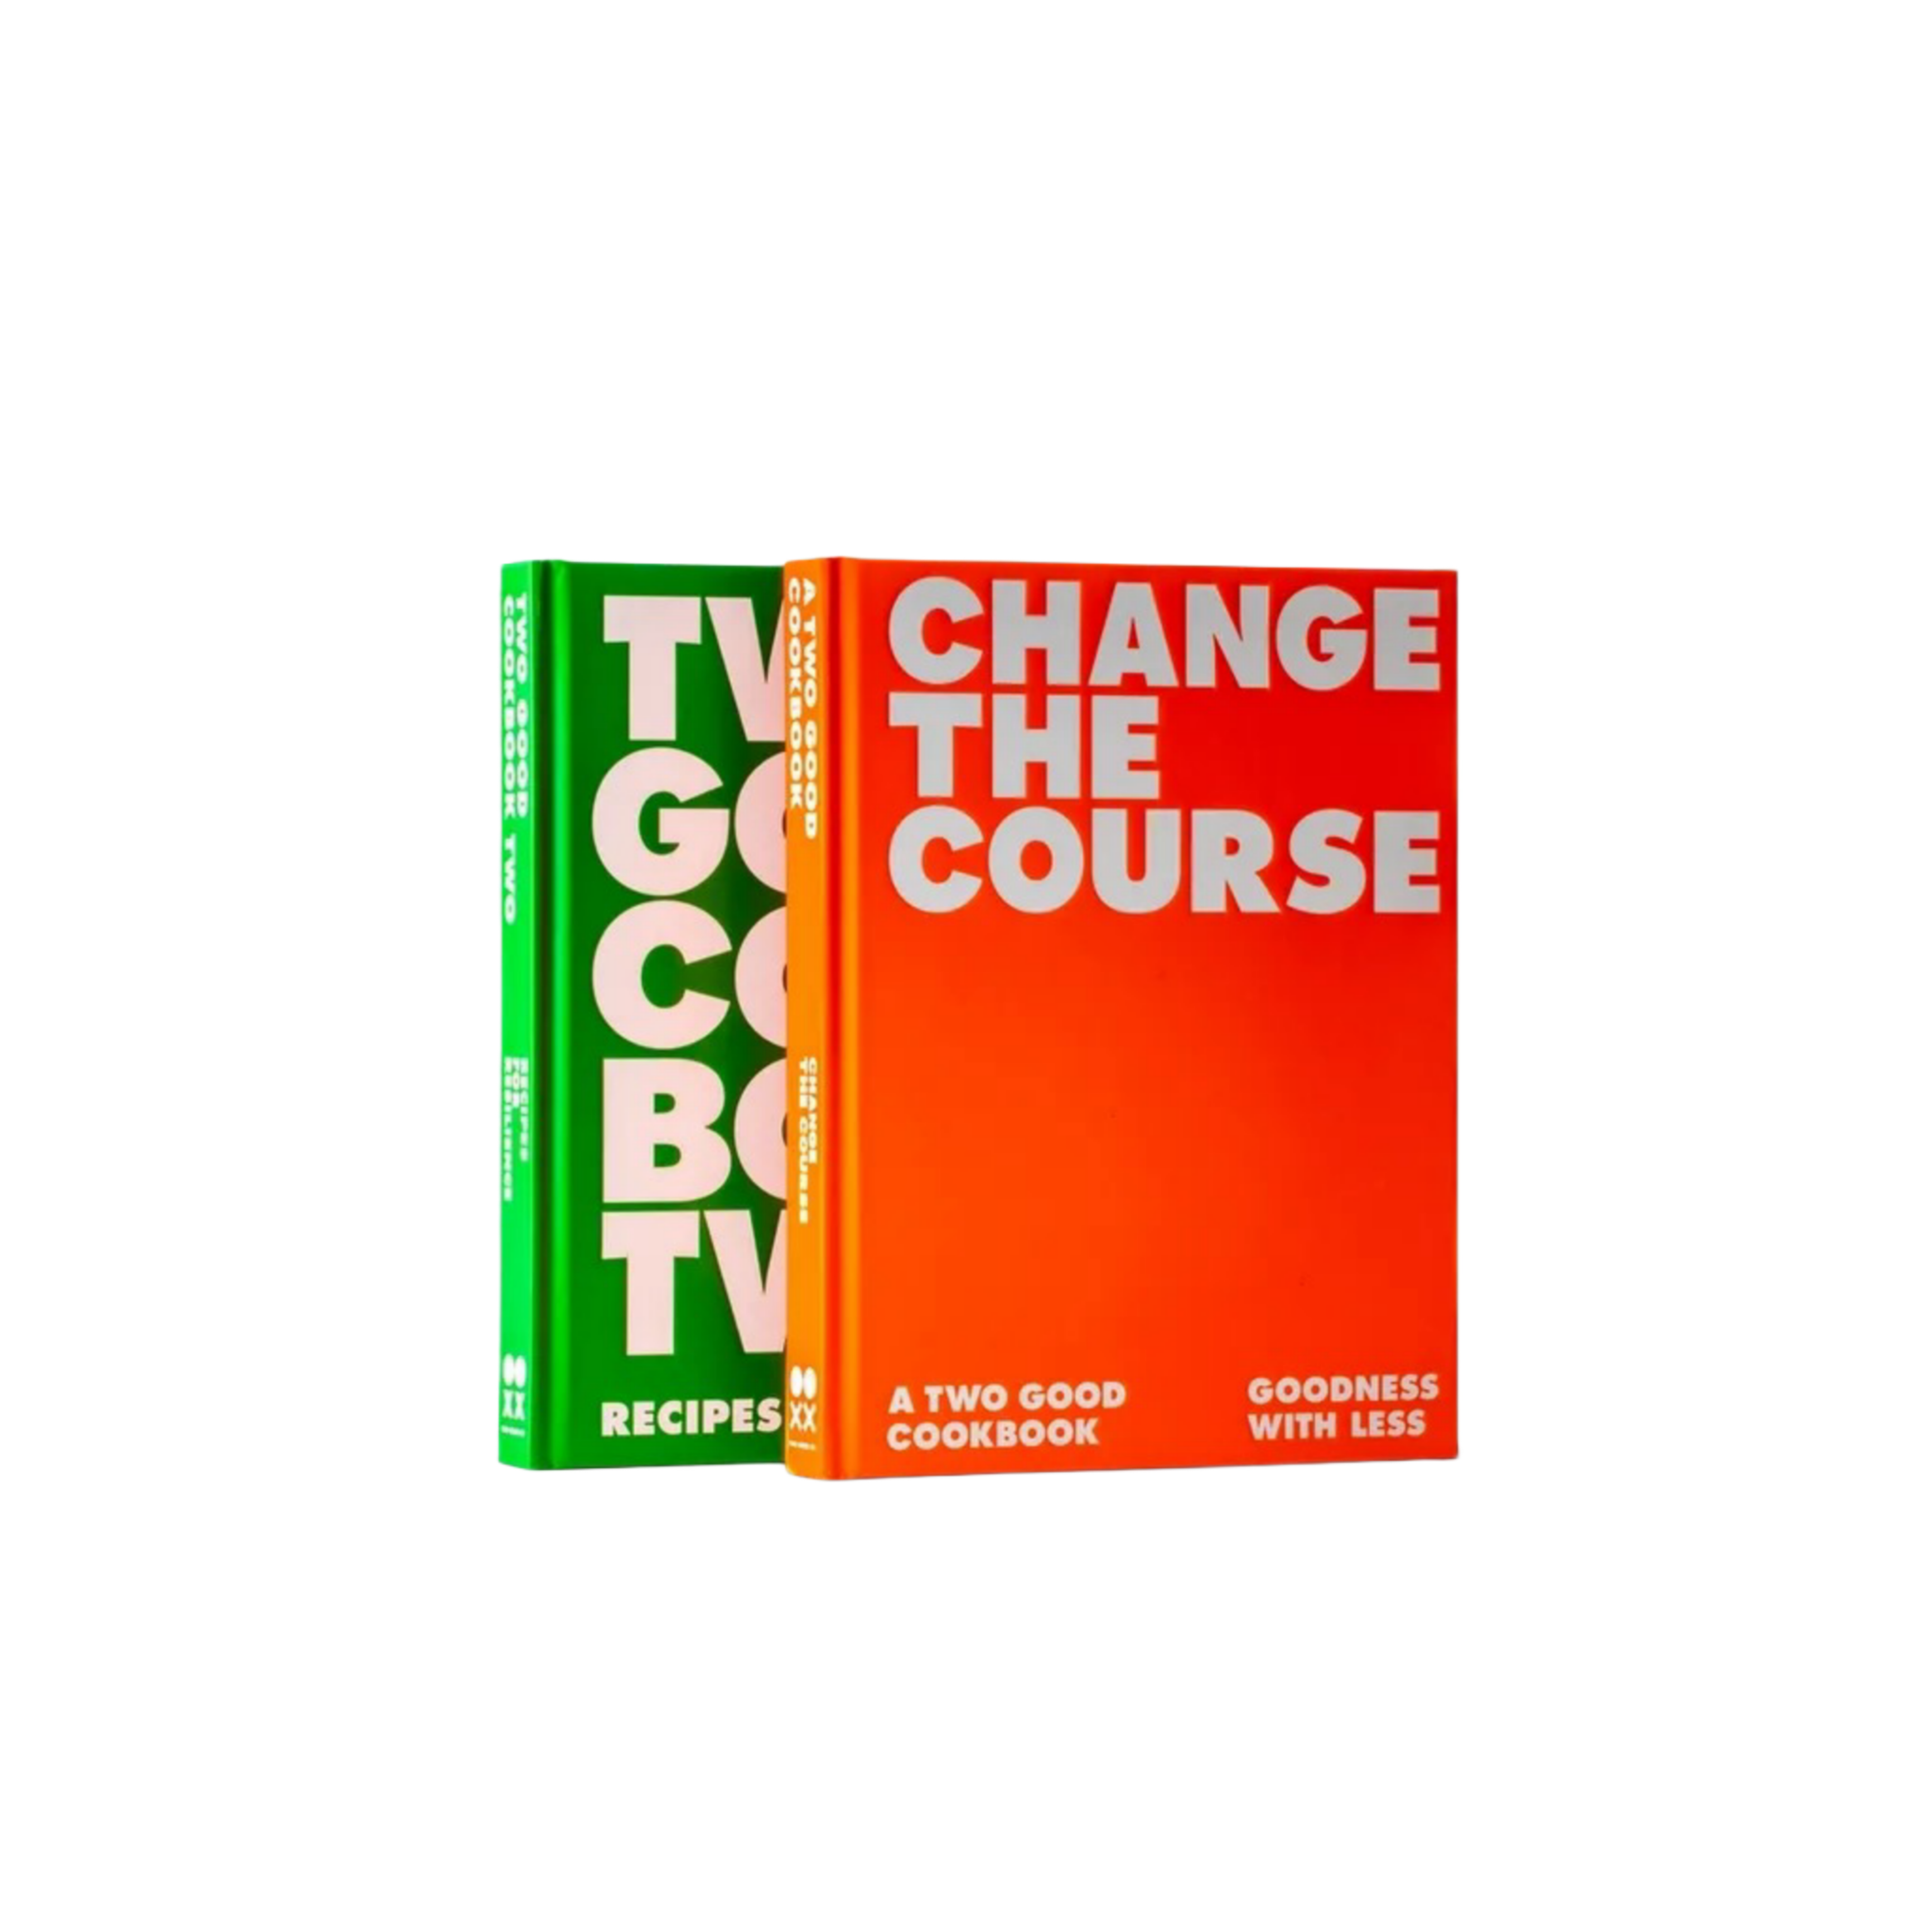 TWO GOOD
COOKBOOK TWO
RECIPES
FOR
RESILIENCE
TW
GO
CO
BO
TW
RECIPES
A TWO GOOD
COOKBOOK
CHANGE
THE COURSE
CHANGE
THE
COURSE
A TWO GOOD
COOKBOOK
GOODNESS
WITH LESS